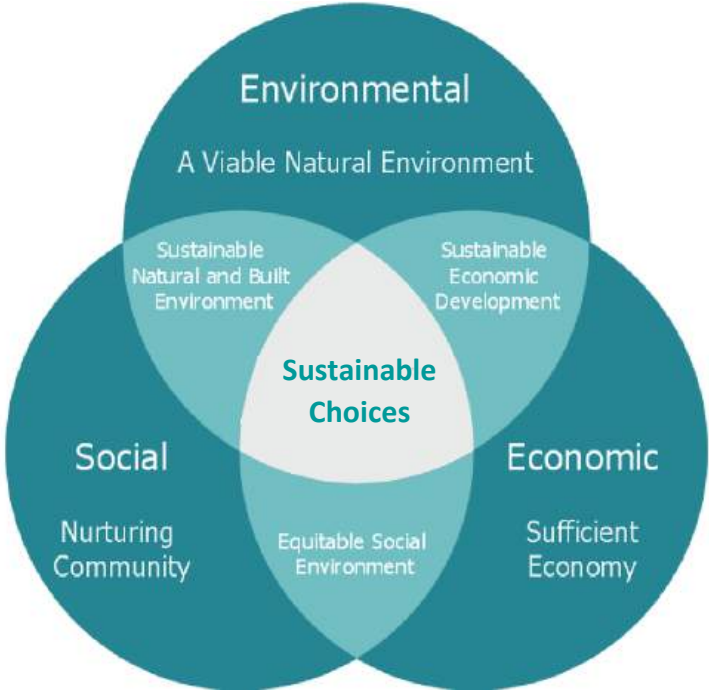 Environmental
A Viable Natural Environment
Sustainable
Natural and Built
Environment
Sustainable
Economic
Development
Sustainable
Choices
Social
Nurturing
Community
Economic
Sufficient
Economy
Equitable Social
Environment